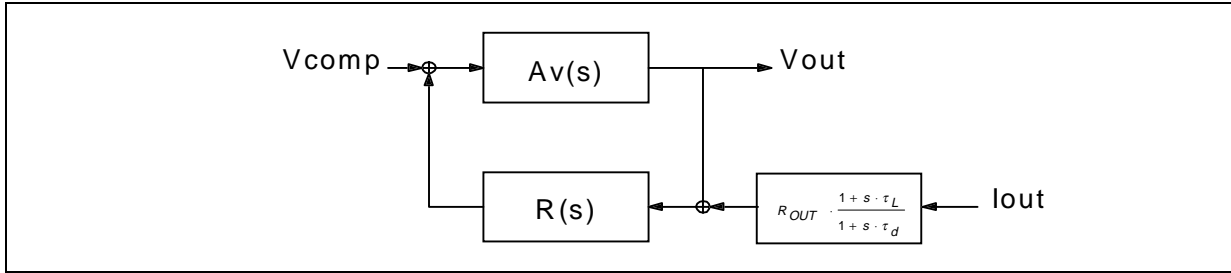 Vcomp
Av(s)
Vout
R(s)
R_OUT · (1 + s · τ_L) / (1 + s · τ_d)
Iout